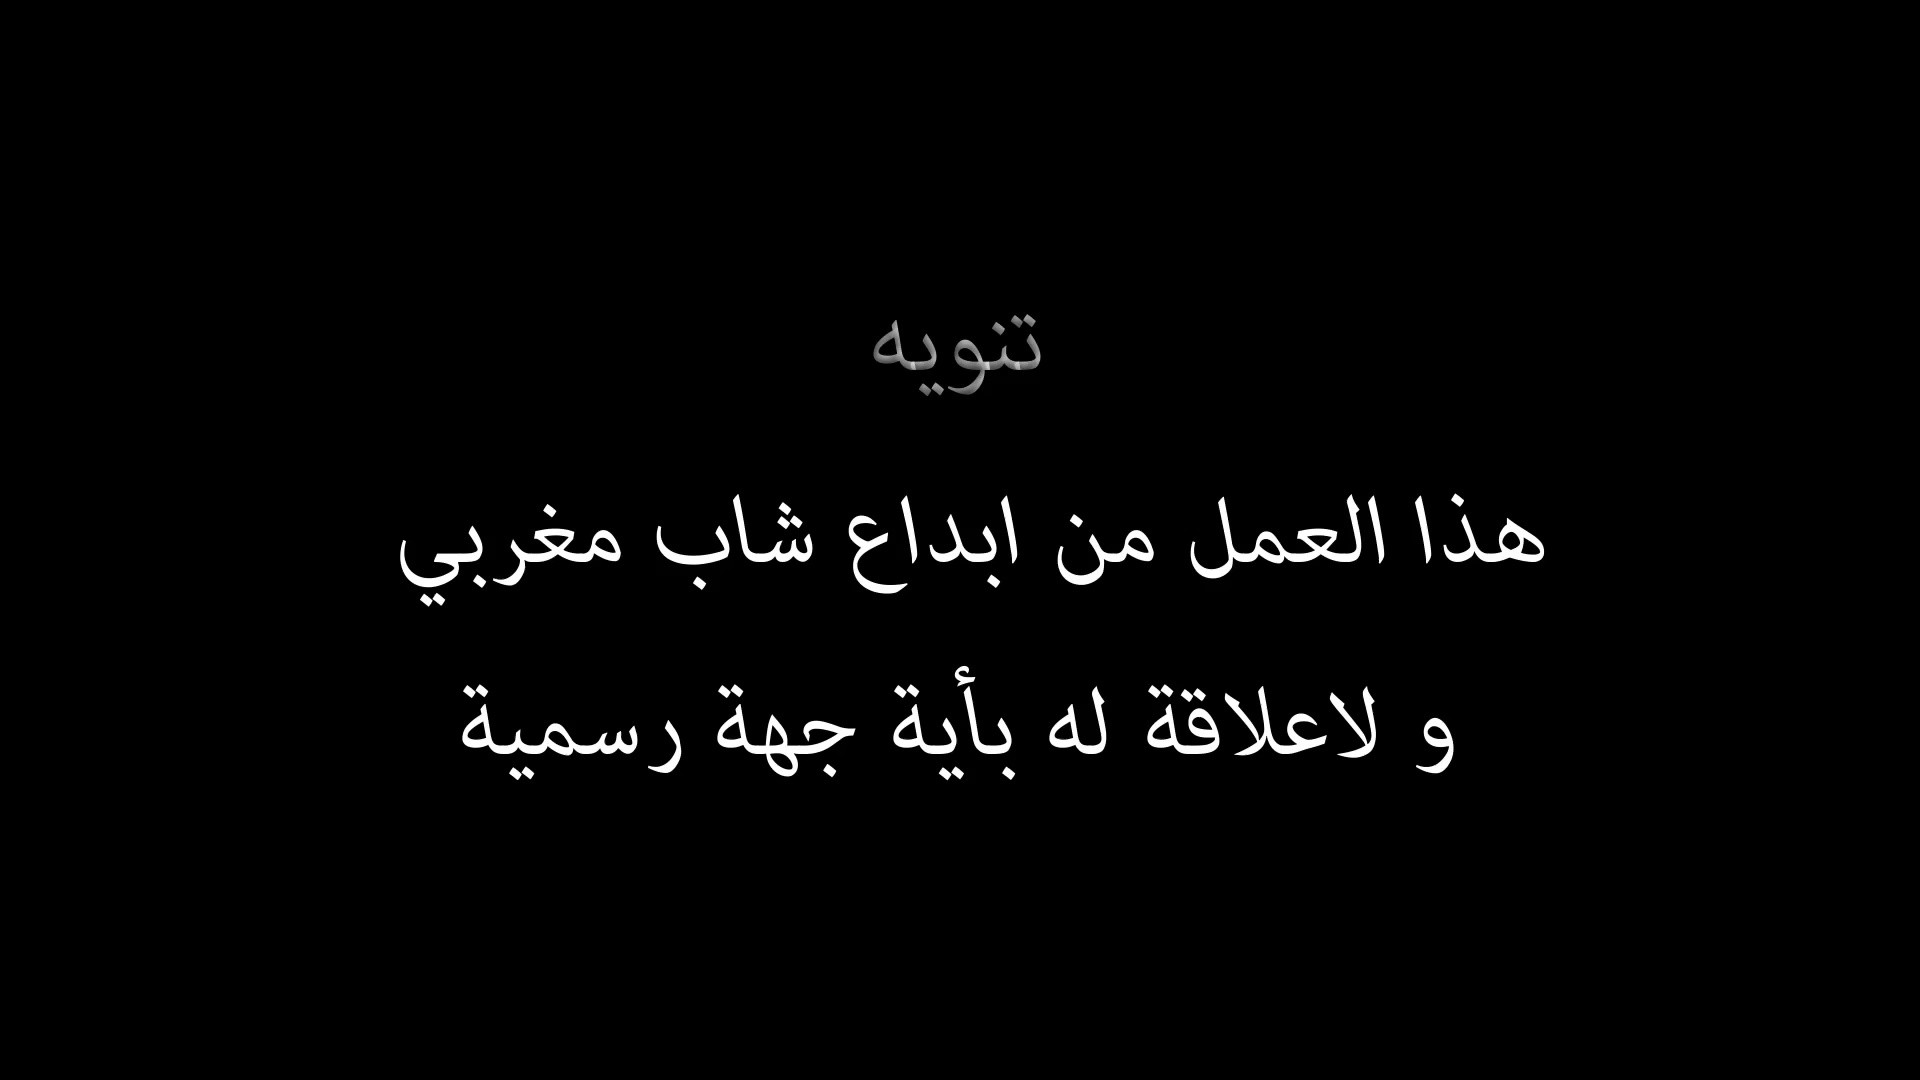 تنويه
هذا العمل من ابداع شاب مغربي
و لاعلاقة له بأية جهة رسمية